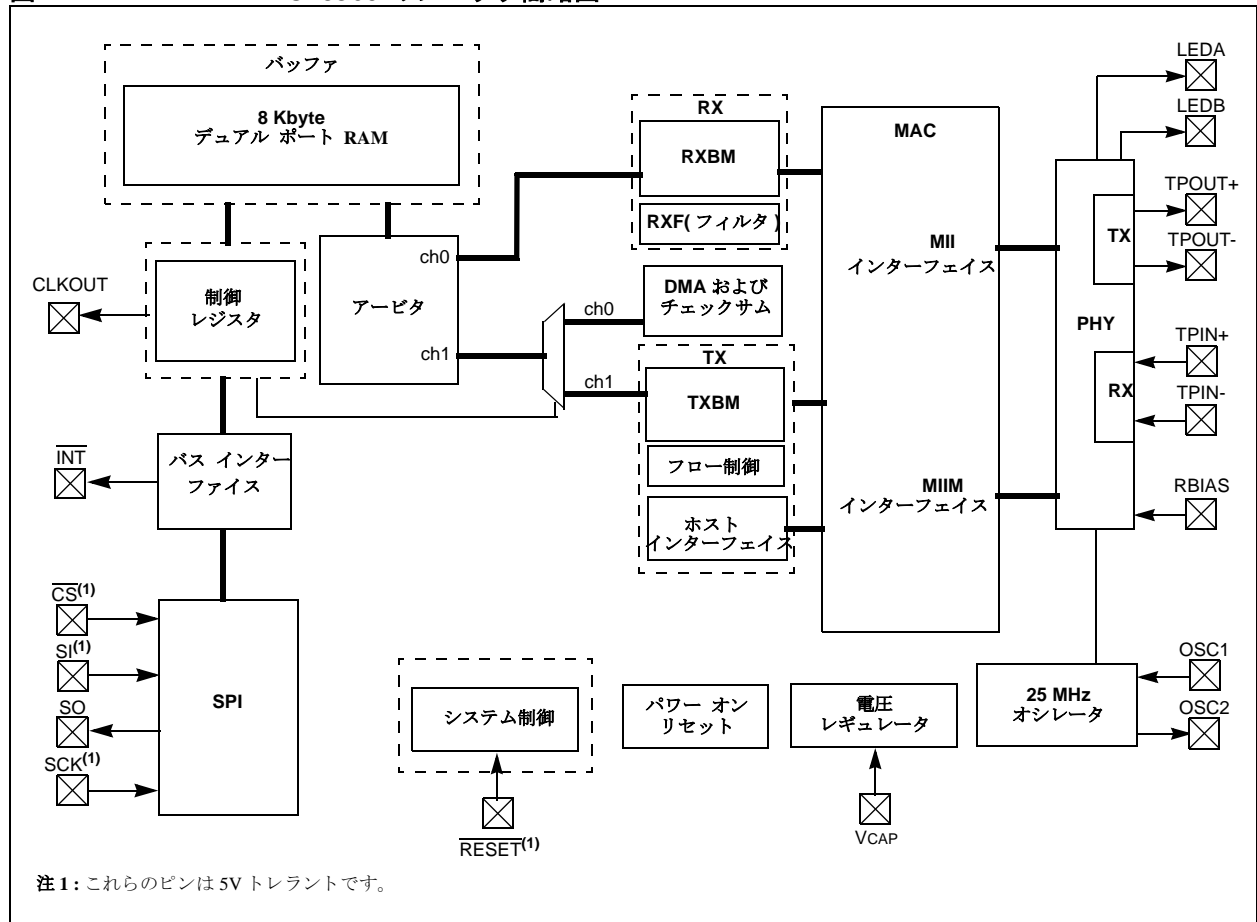 バッファ
8 Kbyte
デュアル ポート RAM
制御
レジスタ
CLKOUT
アービタ
ch0
ch1
ch0
ch1
RX
RXBM
RXF( フィルタ )
DMA および
チェックサム
TX
TXBM
フロー制御
ホスト
インターフェイス
MAC
MII
インターフェイス
MIIM
インターフェイス
PHY
TX
RX
LEDA
LEDB
TPOUT+
TPOUT-
TPIN+
TPIN-
RBIAS
INT
バス インター
ファイス
CS(1)
SI(1)
SO
SCK(1)
SPI
システム制御
RESET(1)
パワー オン
リセット
電圧
レギュレータ
VCAP
25 MHz
オシレータ
OSC1
OSC2
注 1 : これらのピンは 5V トレラントです。